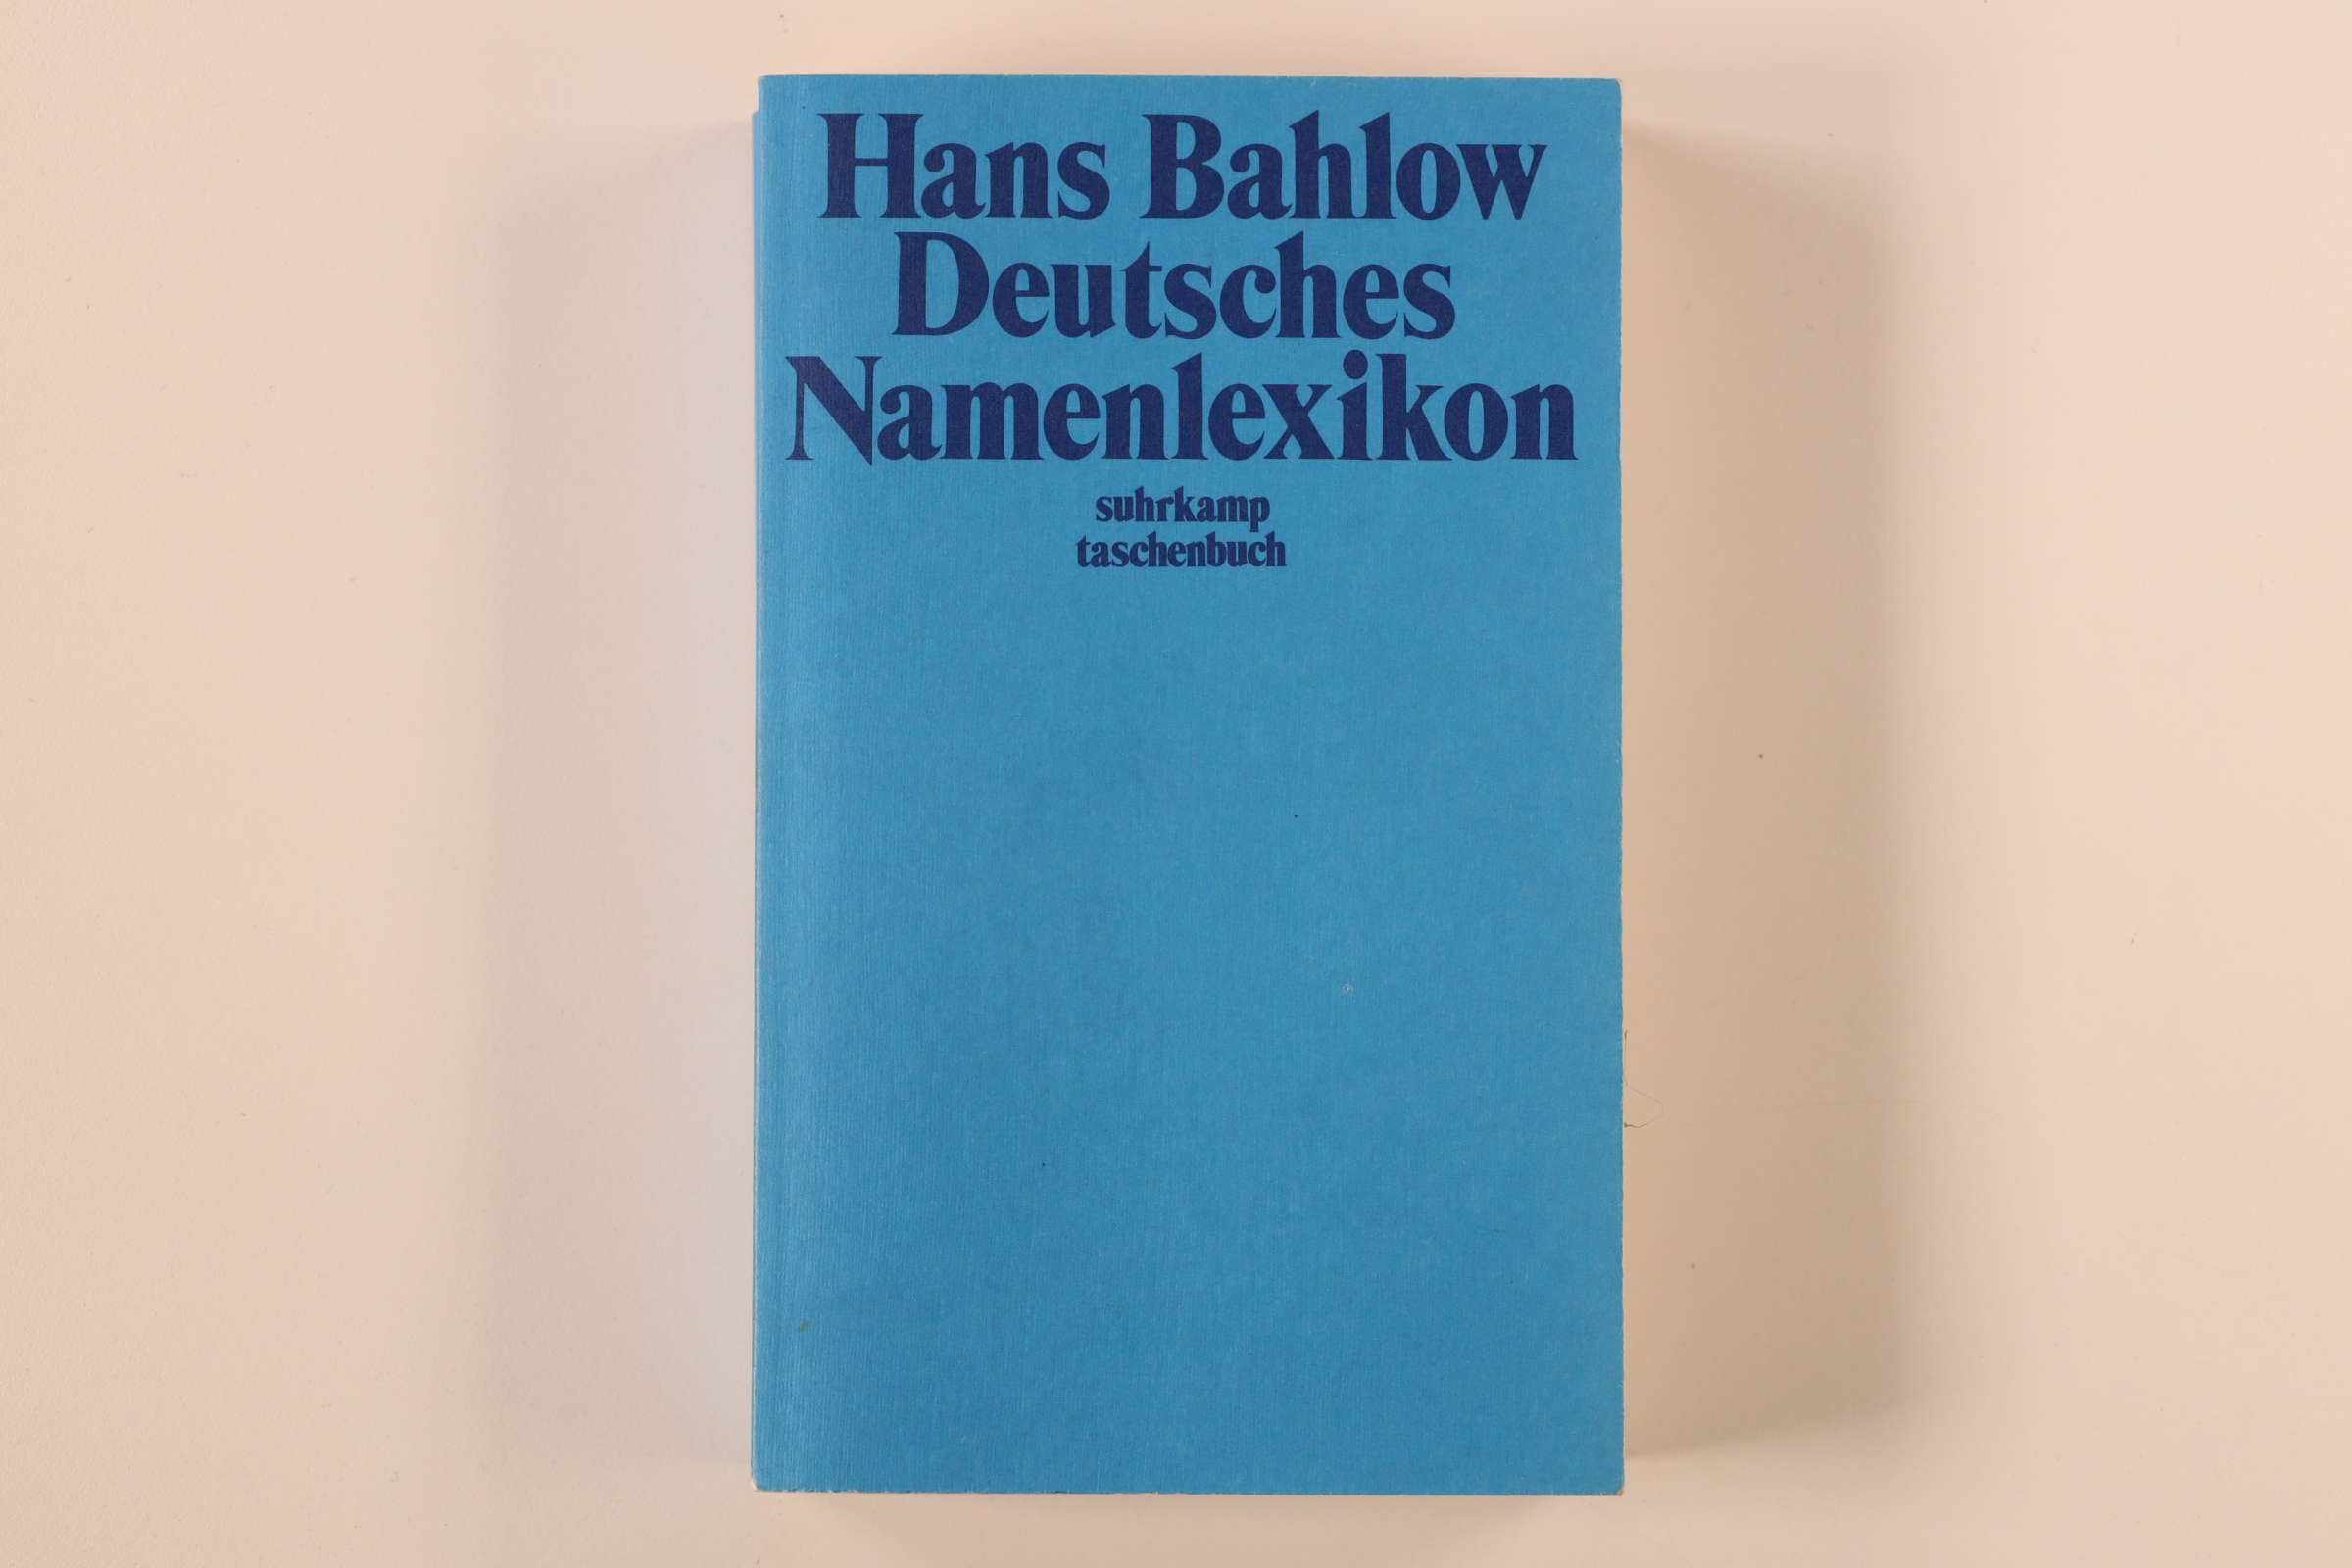 Hans Bahlow
Deutsches
Namenlexikon
suhrkamp
taschenbuch